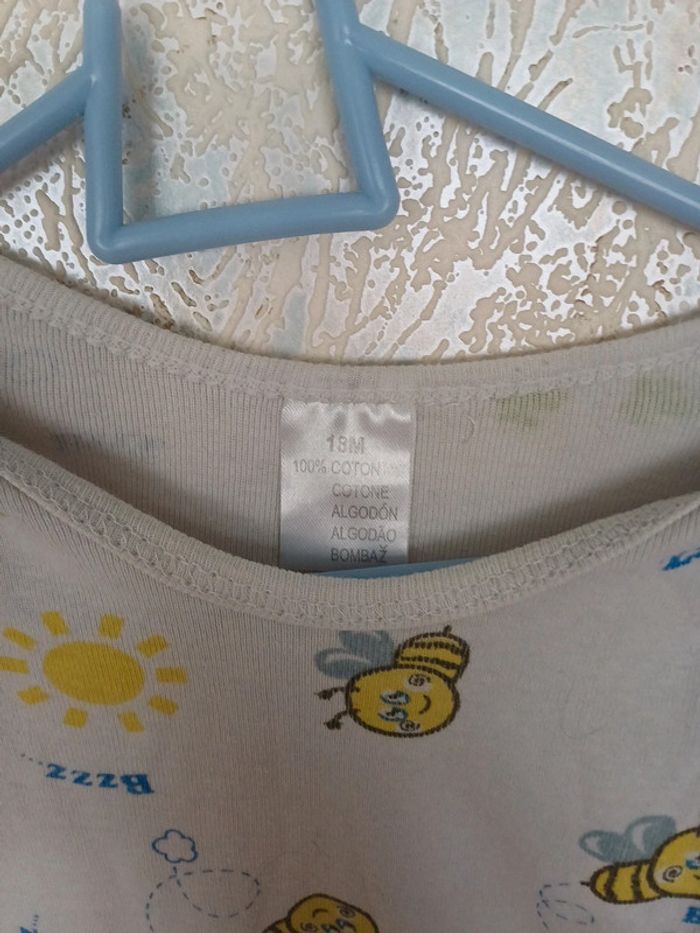 18M
100% COTON
COTONE
ALGODÓN
ALGODÃO
BOMBAŽ
Bzzz...